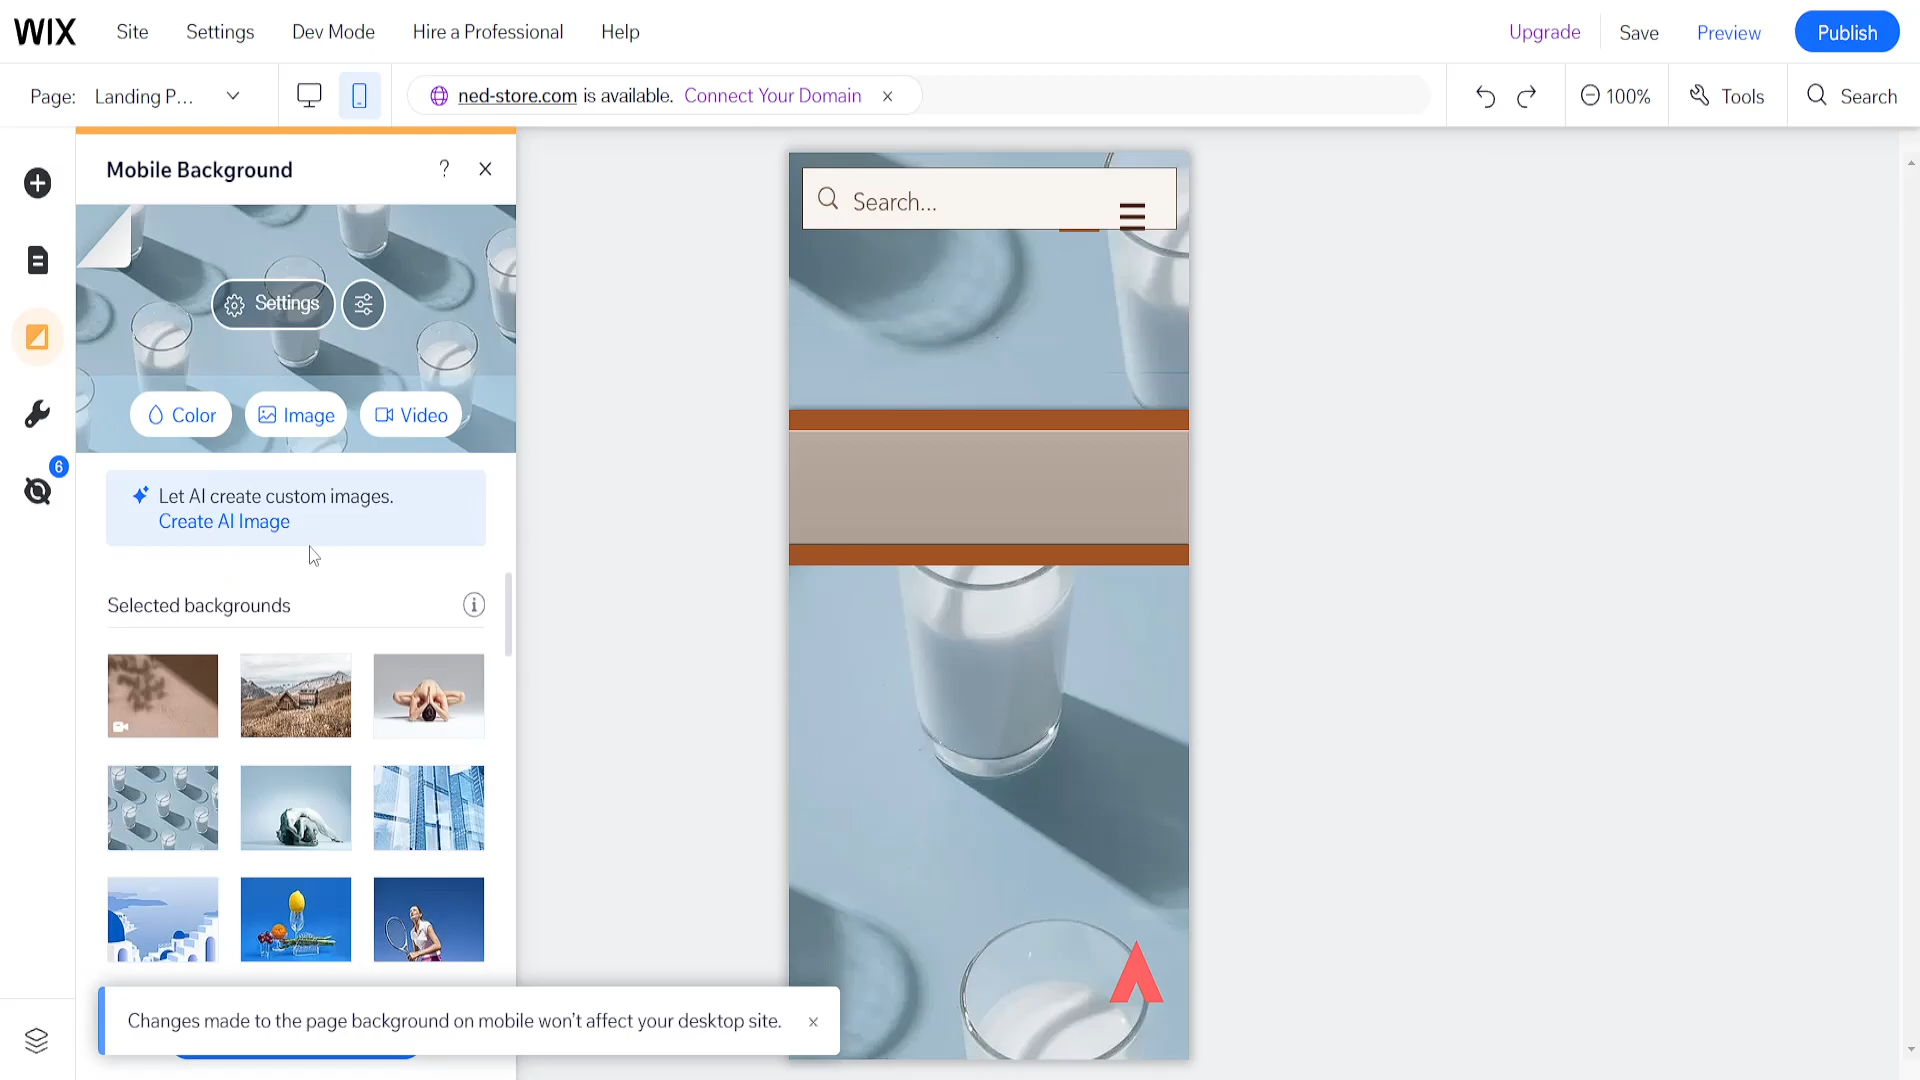 WIX Site Settings Dev Mode Hire a Professional Help Upgrade Save Preview Publish
Page: Landing P... ned-store.com is available. Connect Your Domain × 100% Tools Search
Mobile Background ?
Search...
Settings
Color Image Video
6
Let AI create custom images.
Create AI Image
Selected backgrounds
Changes made to the page background on mobile won't affect your desktop site.